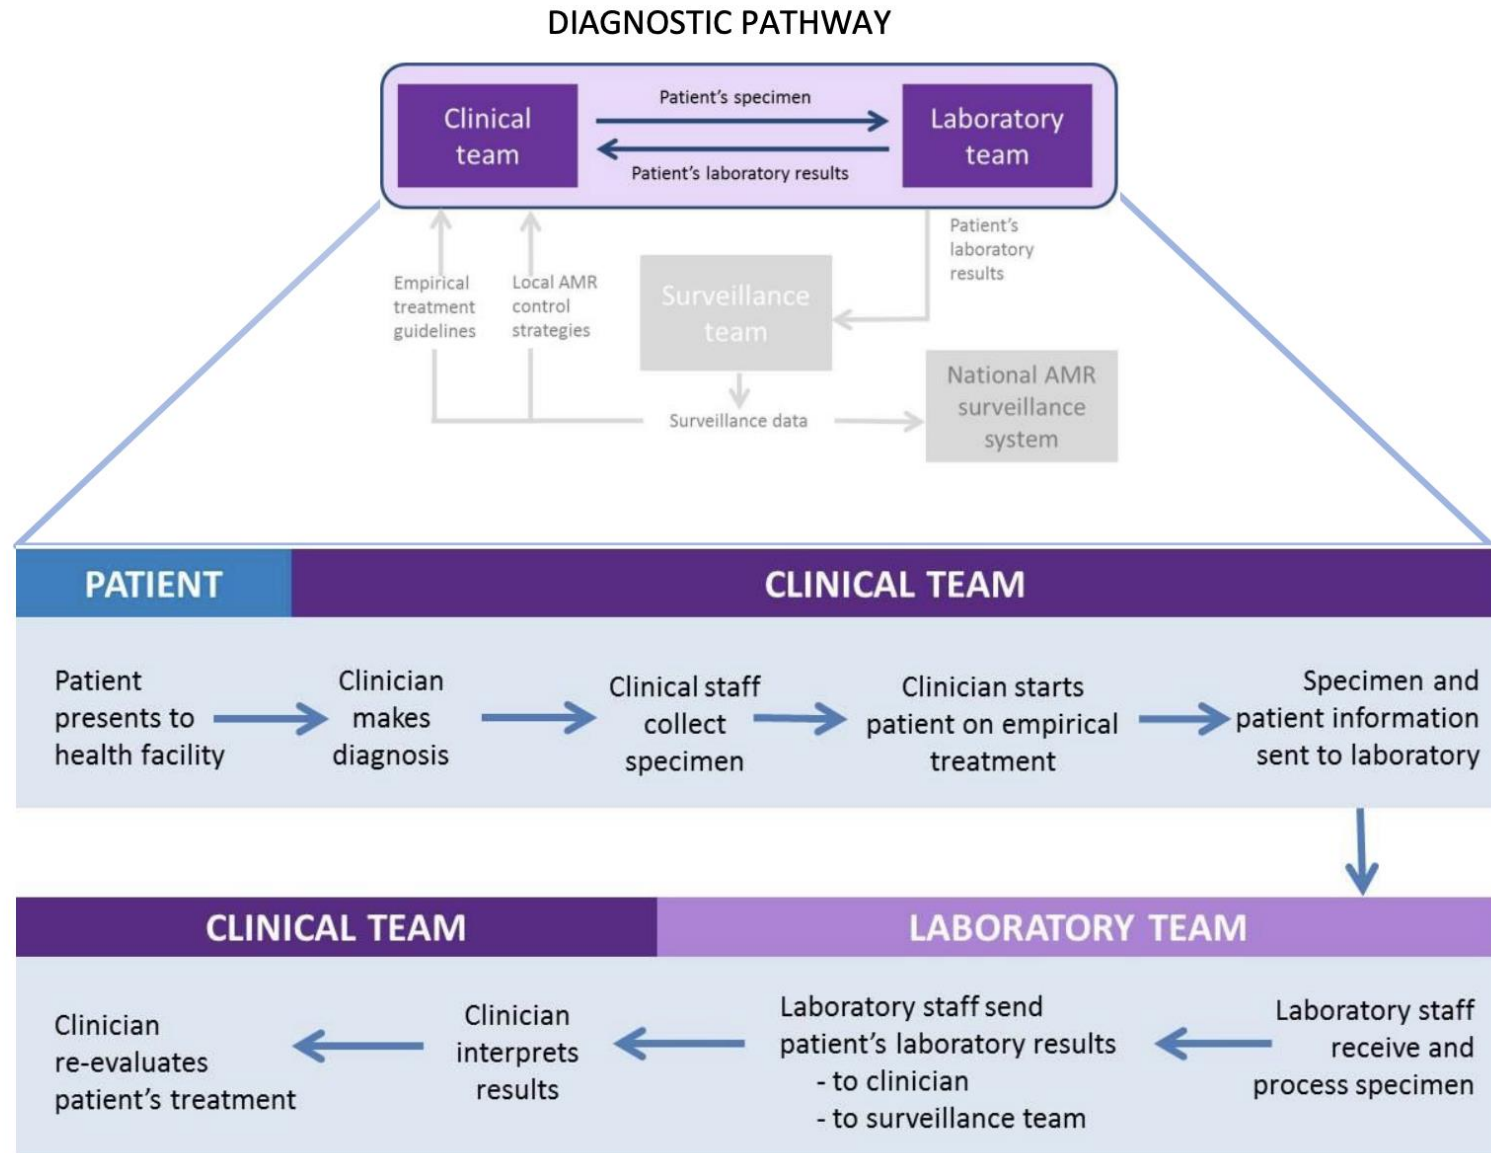 DIAGNOSTIC PATHWAY
Clinical
team
Patient's specimen
Patient's laboratory results
Laboratory
team
Empirical
treatment
guidelines
Local AMR
control
strategies
Surveillance
team
Patient's
laboratory
results
Surveillance data
National AMR
surveillance
system
PATIENT
CLINICAL TEAM
Patient
presents to
health facility
Clinician
makes
diagnosis
Clinical staff
collect
specimen
Clinician starts
patient on empirical
treatment
Specimen and
patient information
sent to laboratory
CLINICAL TEAM
LABORATORY TEAM
Clinician
re-evaluates
patient's treatment
Clinician
interprets
results
Laboratory staff send
patient's laboratory results
- to clinician
- to surveillance team
Laboratory staff
receive and
process specimen